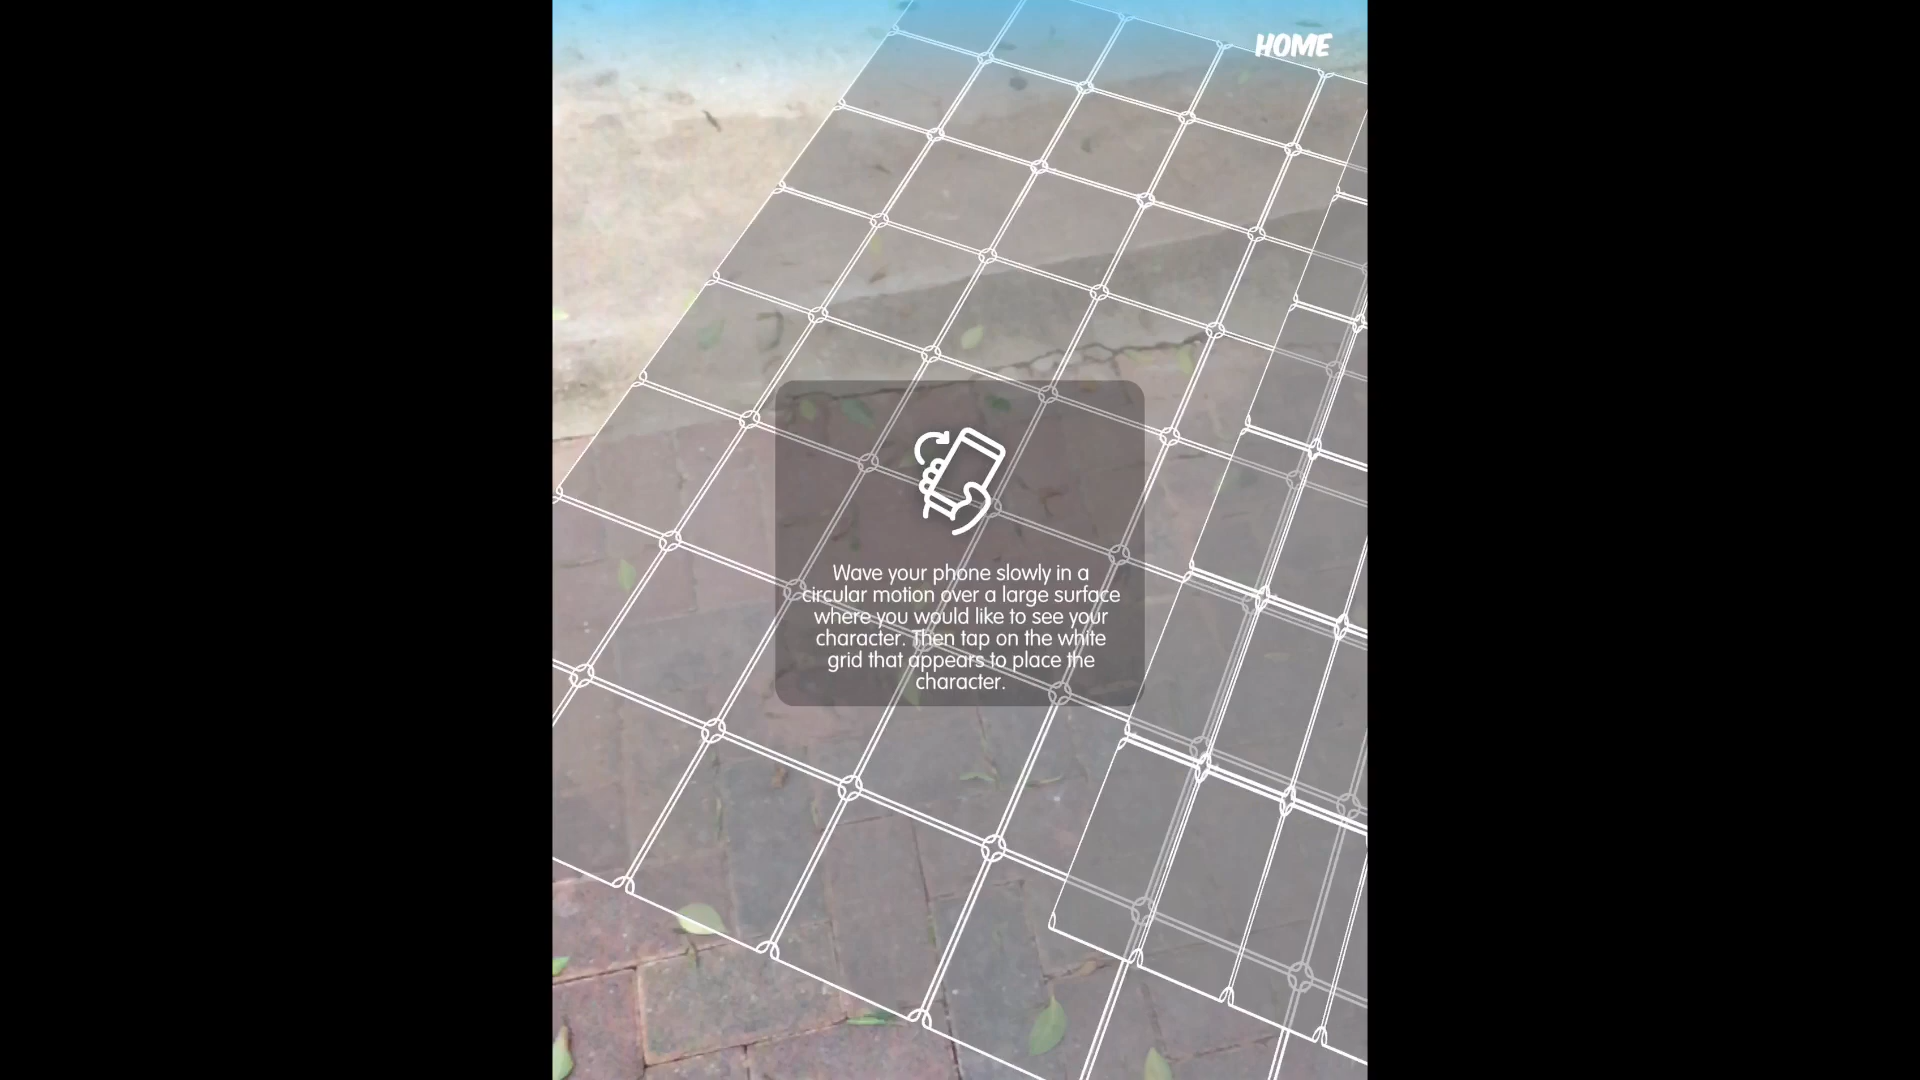 HOME
Wave your phone slowly in a
circular motion over a large surface
where you would like to see your
character. Then tap on the white
grid that appears to place the
character.